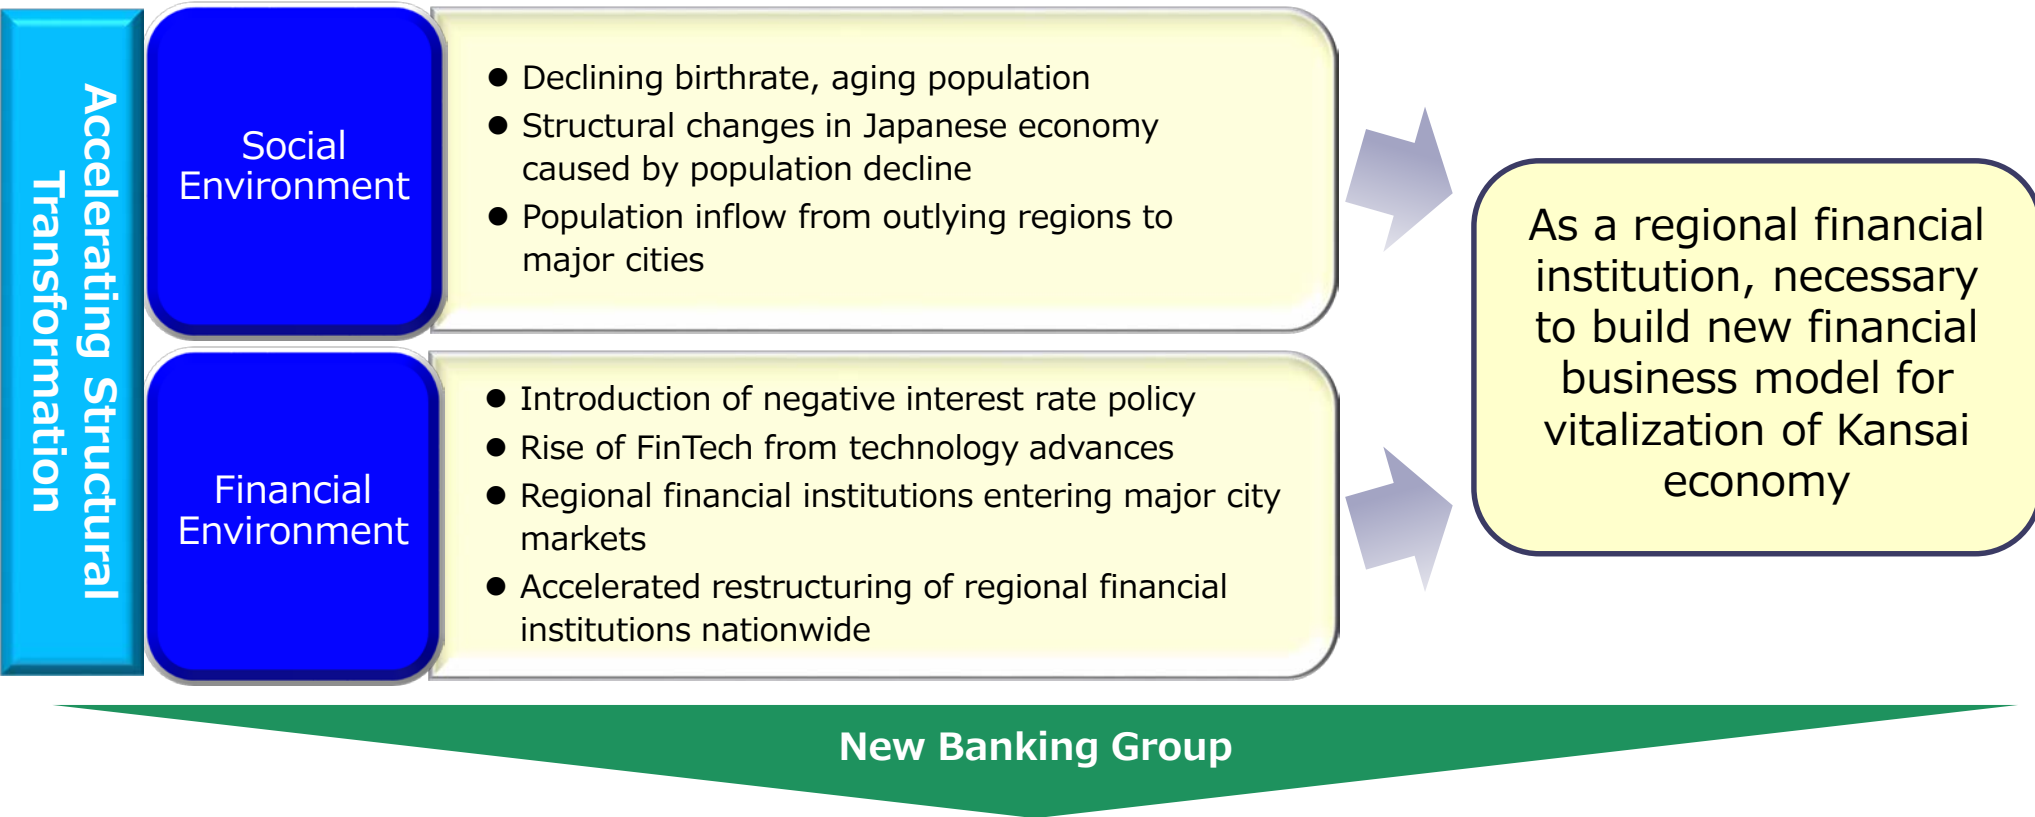 Accelerating Structural
Transformation
Social
Environment
● Declining birthrate, aging population
● Structural changes in Japanese economy
caused by population decline
● Population inflow from outlying regions to
major cities
Financial
Environment
● Introduction of negative interest rate policy
● Rise of FinTech from technology advances
● Regional financial institutions entering major city
markets
● Accelerated restructuring of regional financial
institutions nationwide
As a regional financial
institution, necessary
to build new financial
business model for
vitalization of Kansai
economy
New Banking Group